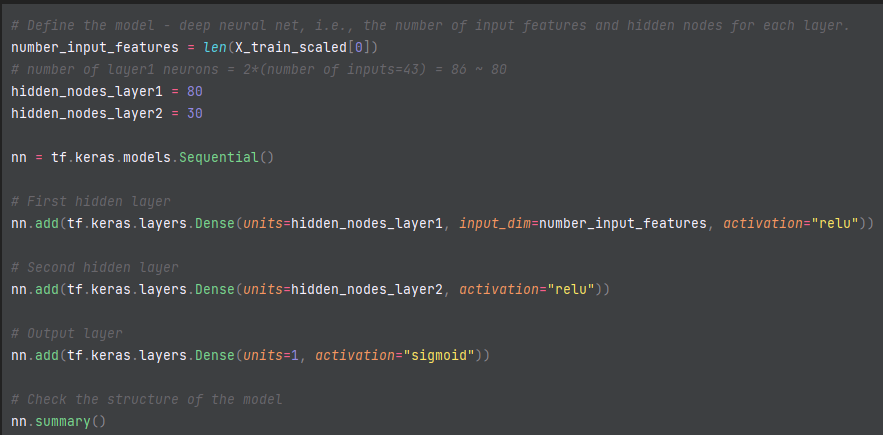 # Define the model - deep neural net, i.e., the number of input features and hidden nodes for each layer.
number_input_features = len(X_train_scaled[0])
# number of layer1 neurons = 2*(number of inputs=43) = 86 ~ 80
hidden_nodes_layer1 = 80
hidden_nodes_layer2 = 30
nn = tf.keras.models.Sequential()
# First hidden layer
nn.add(tf.keras.layers.Dense(units=hidden_nodes_layer1, input_dim=number_input_features, activation="relu"))
# Second hidden layer
nn.add(tf.keras.layers.Dense(units=hidden_nodes_layer2, activation="relu"))
# Output layer
nn.add(tf.keras.layers.Dense(units=1, activation="sigmoid"))
# Check the structure of the model
nn.summary()